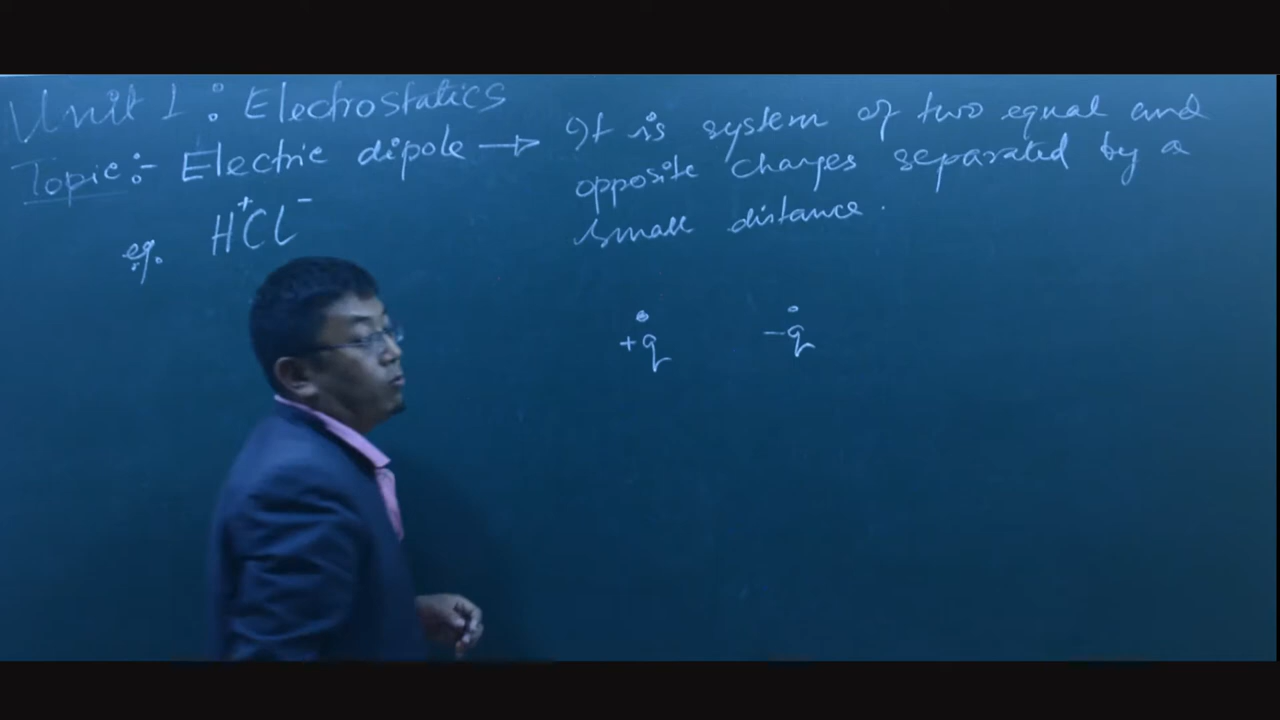 Unit 1 : Electrostatics
Topic :- Electric dipole → It is system of two equal and
opposite charges separated by a
small distance .
eg. H⁺Cl⁻
+q -q